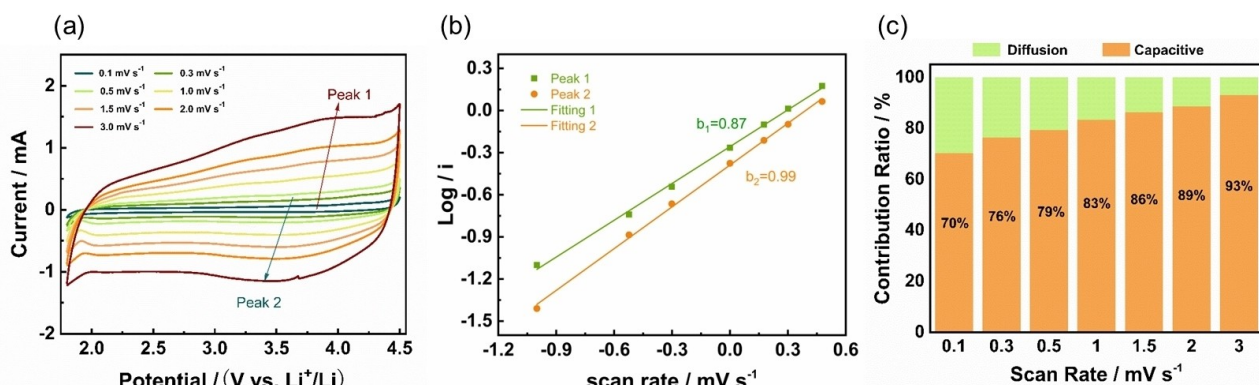 (a)
2
1
0
-1
-2
Current / mA
0.1 mV s⁻¹
0.3 mV s⁻¹
0.5 mV s⁻¹
1.0 mV s⁻¹
1.5 mV s⁻¹
2.0 mV s⁻¹
3.0 mV s⁻¹
Peak 1
Peak 2
2.0 2.5 3.0 3.5 4.0 4.5
Potential / (V vs. Li⁺/Li)
(b)
0.3
0.0
-0.3
-0.6
-0.9
-1.2
-1.5
Log / i
Peak 1
Peak 2
Fitting 1
Fitting 2
b₁=0.87
b₂=0.99
-1.2 -0.9 -0.6 -0.3 0.0 0.3 0.6
scan rate / mV s⁻¹
(c)
Diffusion
Capacitive
100
80
60
40
20
0
Contribution Ratio / %
70% 76% 79% 83% 86% 89% 93%
0.1 0.3 0.5 1 1.5 2 3
Scan Rate / mV s⁻¹